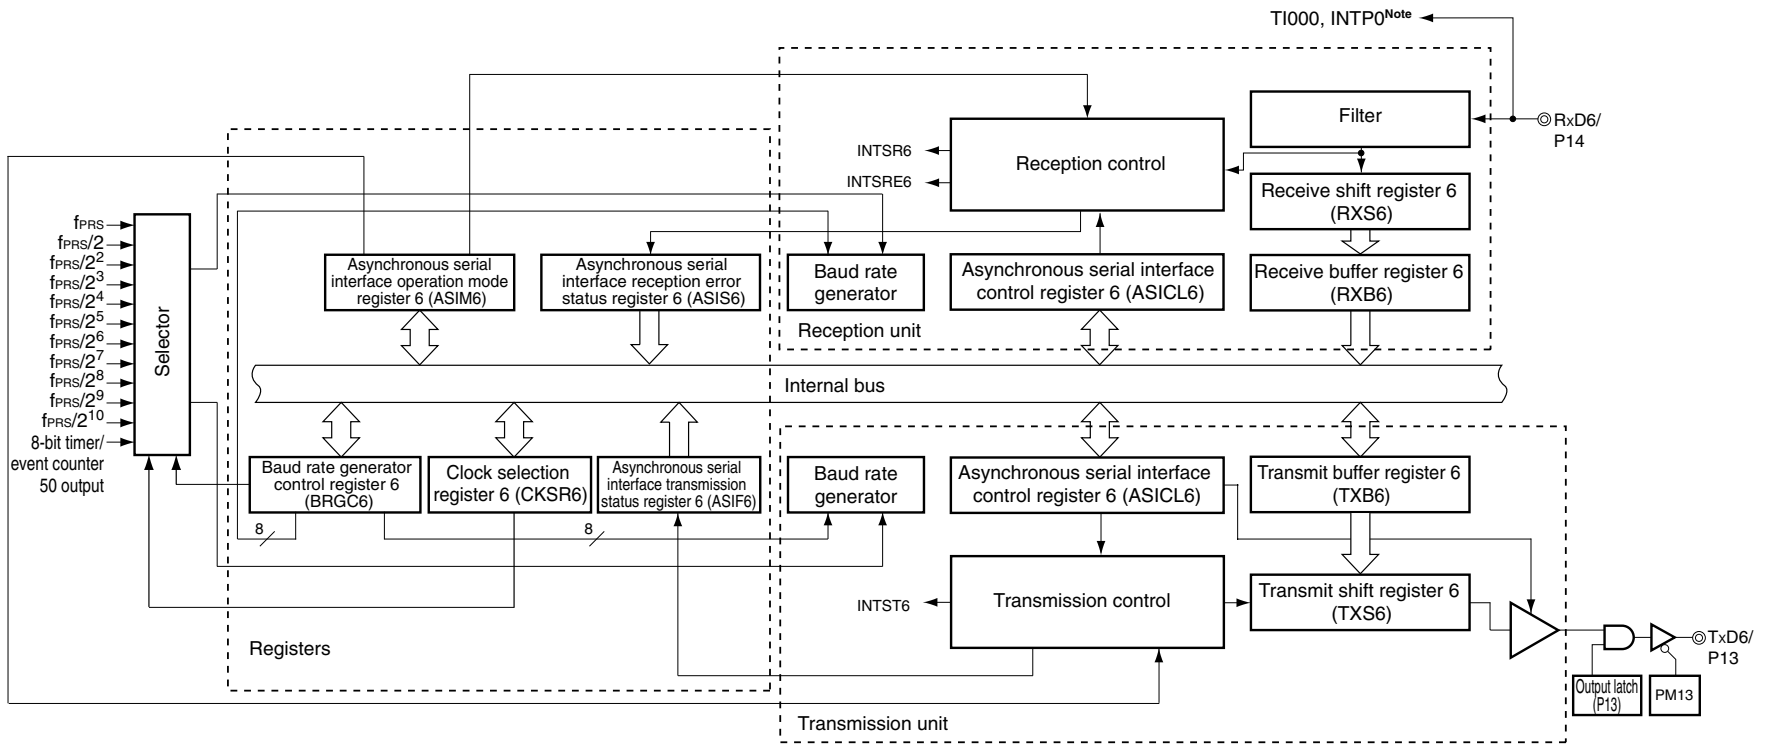 TI000, INTP0Note
Filter
RxD6/
P14
Reception control
INTSR6
INTSRE6
Receive shift register 6
(RXS6)
fPRS
fPRS/2
fPRS/2²
fPRS/2³
fPRS/2⁴
fPRS/2⁵
fPRS/2⁶
fPRS/2⁷
fPRS/2⁸
fPRS/2⁹
fPRS/2¹⁰
8-bit timer/
event counter
50 output
Selector
Asynchronous serial
interface operation mode
register 6 (ASIM6)
Asynchronous serial
interface reception error
status register 6 (ASIS6)
Baud rate
generator
Asynchronous serial interface
control register 6 (ASICL6)
Receive buffer register 6
(RXB6)
Reception unit
Internal bus
Baud rate generator
control register 6
(BRGC6)
Clock selection
register 6 (CKSR6)
Asynchronous serial
interface transmission
status register 6 (ASIF6)
Baud rate
generator
Asynchronous serial interface
control register 6 (ASICL6)
Transmit buffer register 6
(TXB6)
8
8
INTST6
Transmission control
Transmit shift register 6
(TXS6)
Registers
TxD6/
P13
Output latch
(P13)
PM13
Transmission unit